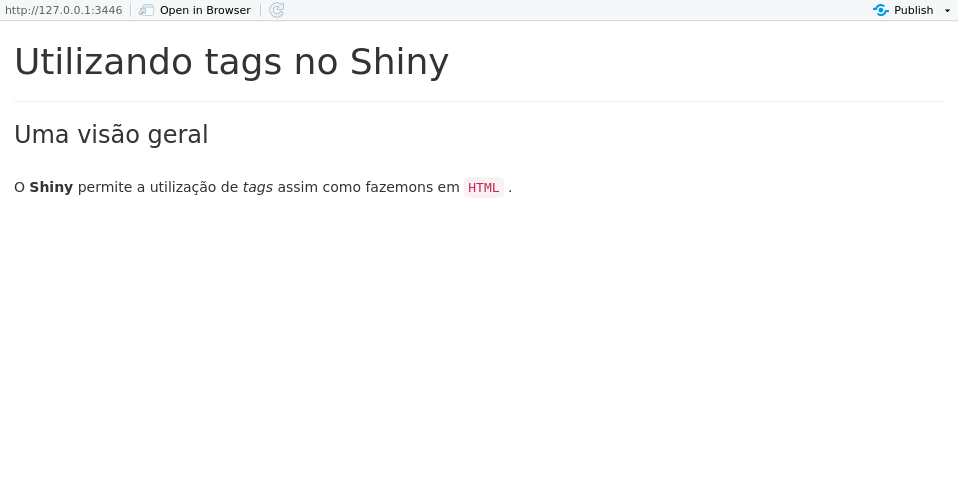 http://127.0.0.1:3446 Open in Browser Publish
Utilizando tags no Shiny
Uma visão geral
O Shiny permite a utilização de tags assim como fazemons em HTML .